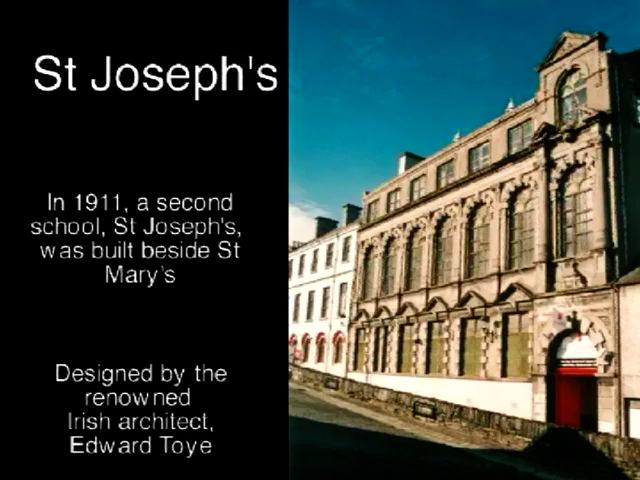 St Joseph's
In 1911, a second
school, St Joseph's,
was built beside St
Mary's
Designed by the
renowned
Irish architect,
Edward Toye